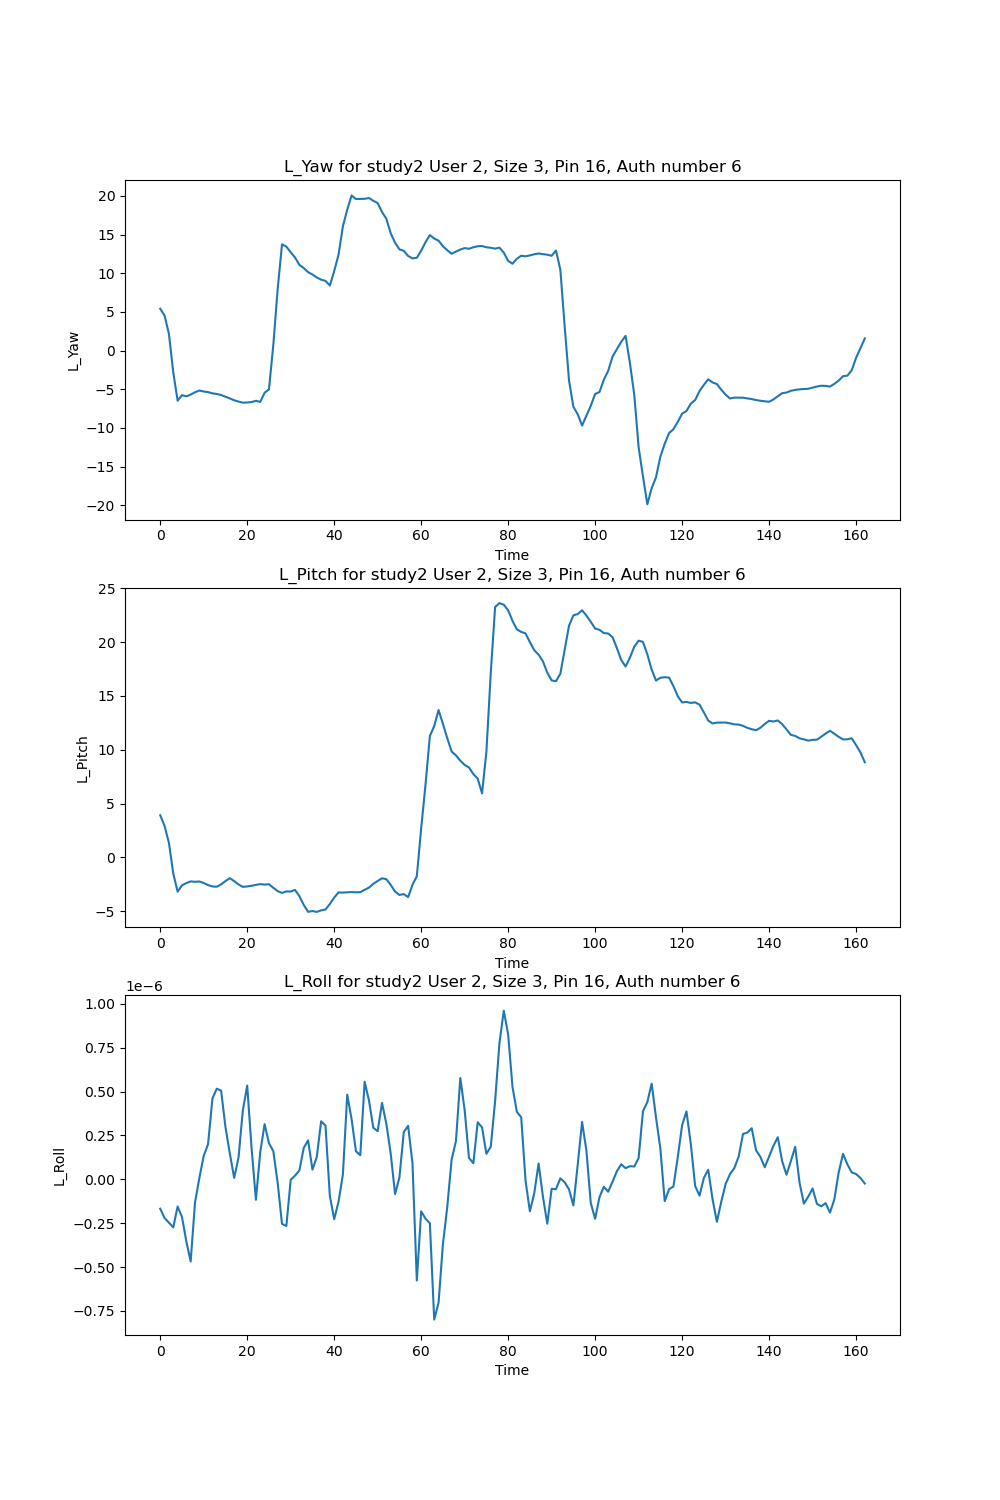 L_Yaw for study2 User 2, Size 3, Pin 16, Auth number 6
20
15
10
5
0
−5
−10
−15
−20
L_Yaw
0 20 40 60 80 100 120 140 160
Time
L_Pitch for study2 User 2, Size 3, Pin 16, Auth number 6
25
20
15
10
5
0
−5
L_Pitch
0 20 40 60 80 100 120 140 160
Time
L_Roll for study2 User 2, Size 3, Pin 16, Auth number 6
1e−6
1.00
0.75
0.50
0.25
0.00
−0.25
−0.50
−0.75
L_Roll
0 20 40 60 80 100 120 140 160
Time